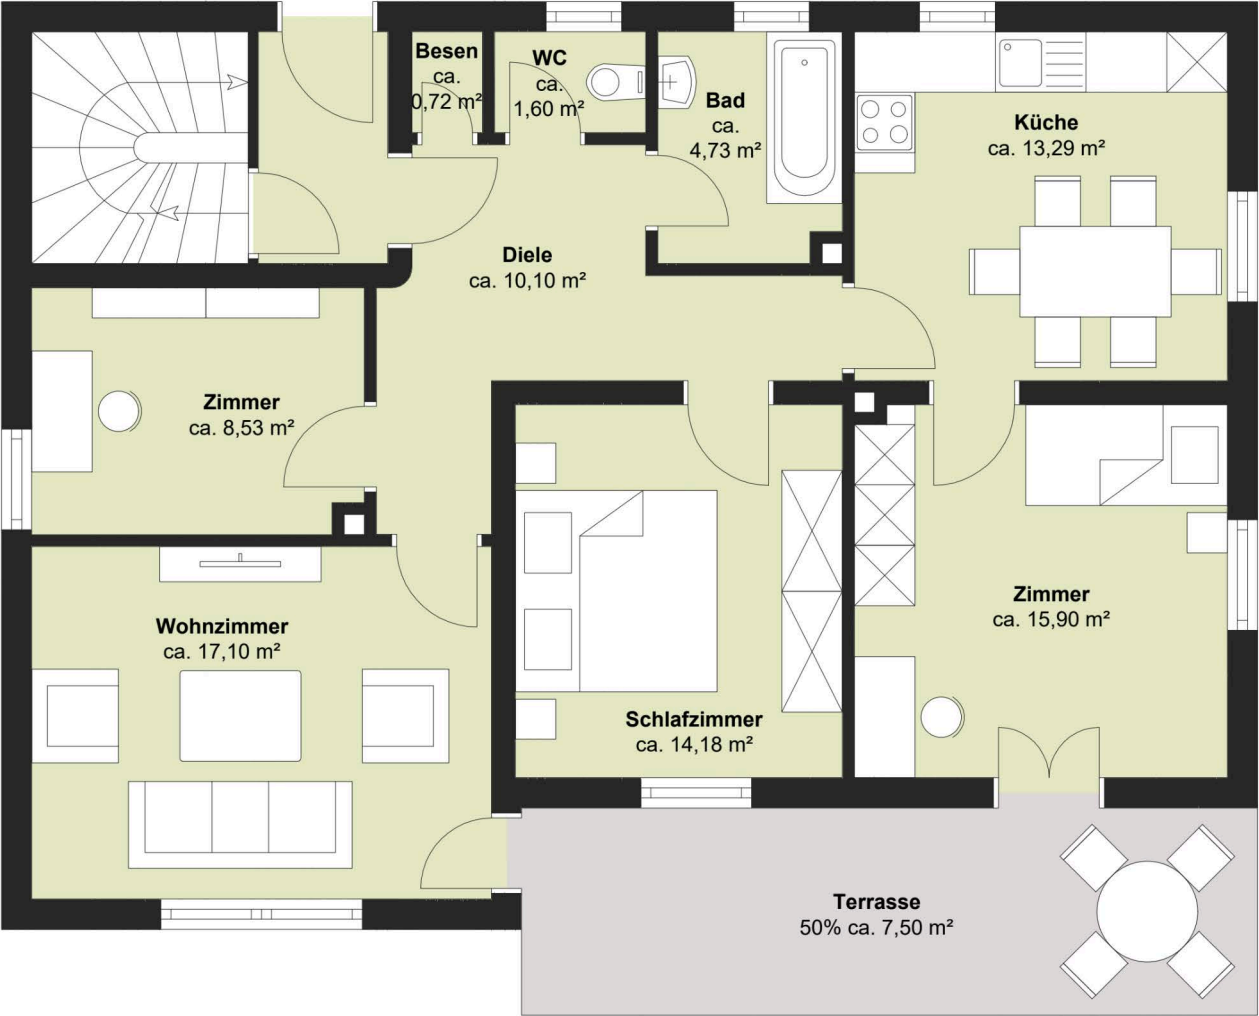 Besen
ca.
0,72 m²
WC
ca.
1,60 m²
Bad
ca.
4,73 m²
Küche
ca. 13,29 m²
Diele
ca. 10,10 m²
Zimmer
ca. 8,53 m²
Wohnzimmer
ca. 17,10 m²
Schlafzimmer
ca. 14,18 m²
Zimmer
ca. 15,90 m²
Terrasse
50% ca. 7,50 m²